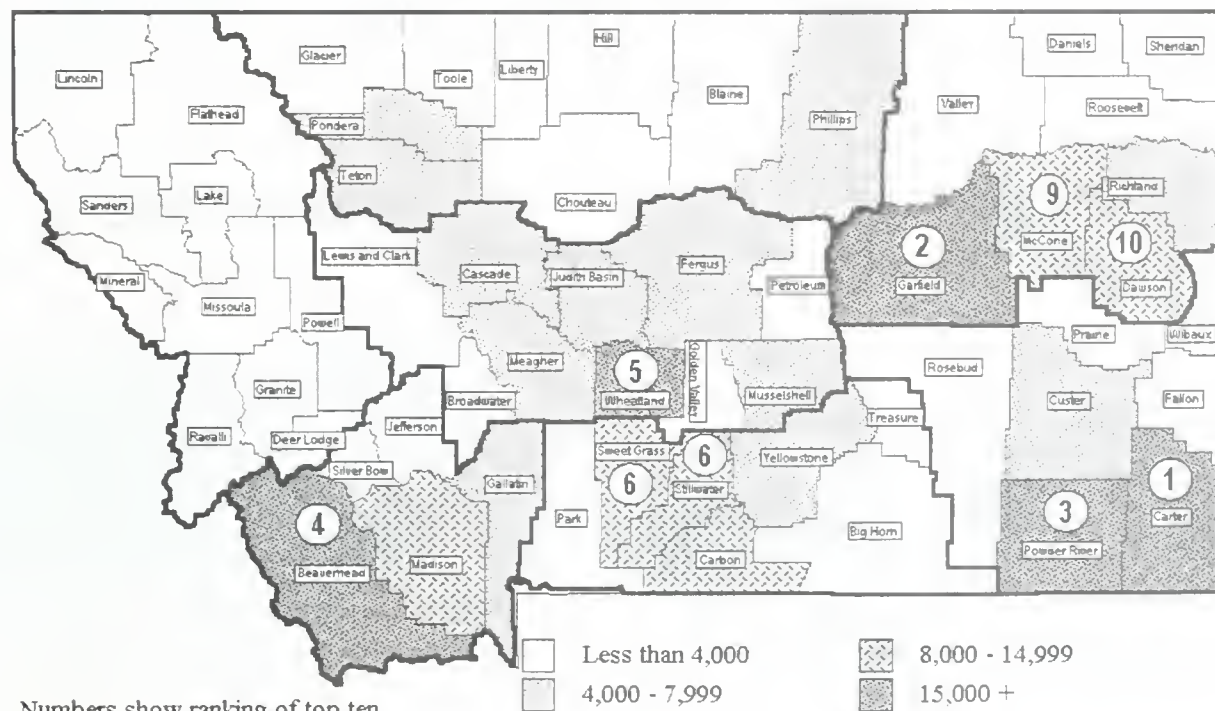 Hill
Daniels
Sheridan
Glacier
Toole
Liberty
Lincoln
Blaine
Valley
Roosevelt
Flathead
Phillips
Pondera
Teton
Richland
Lake
Sanders
Chouteau
9
McCone
2
10
Lewis and Clark
Fergus
Cascade
Judith Basin
Garfield
Dawson
Mineral
Petroleum
Missoula
Powell
Prairie
Wibaux
Meagher
5
Golden Valley
Rosebud
Granite
Wheatland
Musselshell
Custer
Fallon
Broadwater
Treasure
Jefferson
Ravalli
Deer Lodge
Sweet Grass
6
Yellowstone
Silver Bow
Gallatin
6
Stillwater
1
Carter
4
Park
3
Big Horn
Powder River
Beaverhead
Madison
Carbon
Less than 4,000
8,000 - 14,999
4,000 - 7,999
15,000 +
Numbers show ranking of top ten